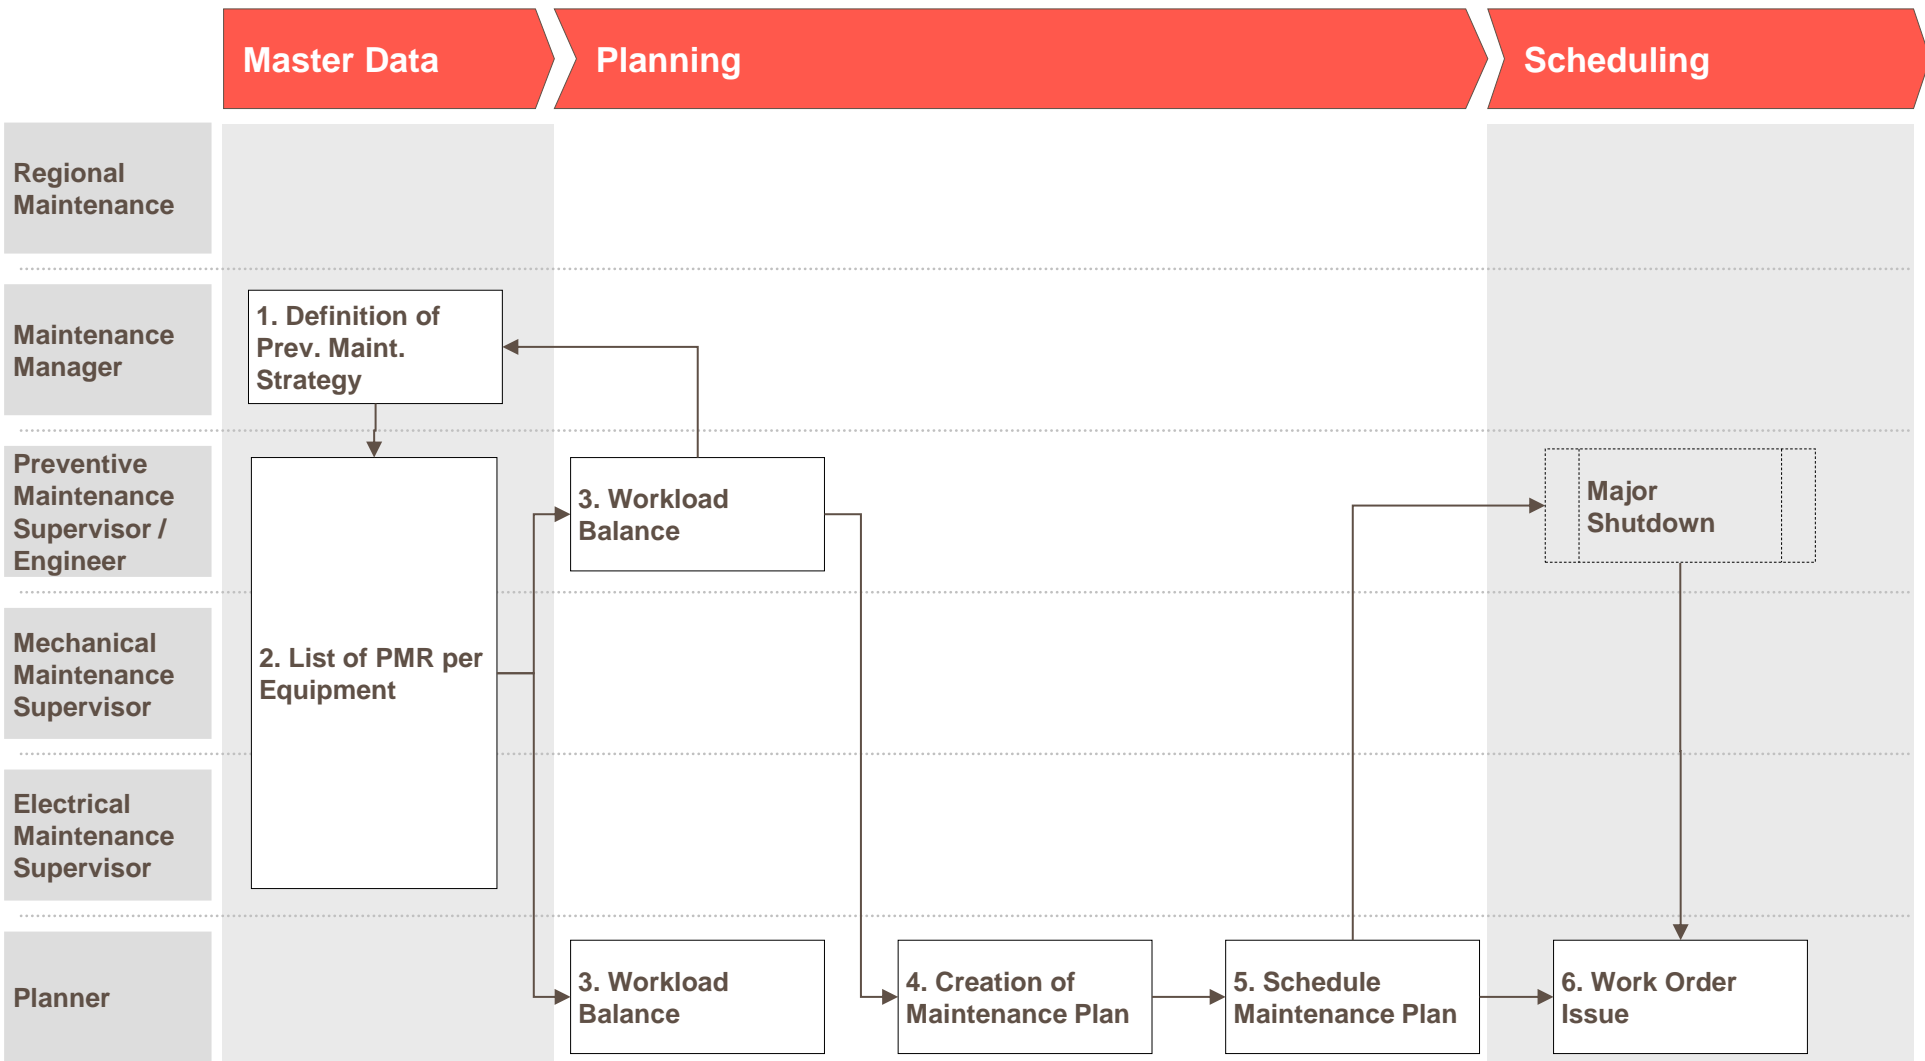 Master Data
Planning
Scheduling
Regional
Maintenance
Maintenance
Manager
1. Definition of
Prev. Maint.
Strategy
Preventive
Maintenance
Supervisor /
Engineer
3. Workload
Balance
Major
Shutdown
Mechanical
Maintenance
Supervisor
2. List of PMR per
Equipment
Electrical
Maintenance
Supervisor
Planner
3. Workload
Balance
4. Creation of
Maintenance Plan
5. Schedule
Maintenance Plan
6. Work Order
Issue